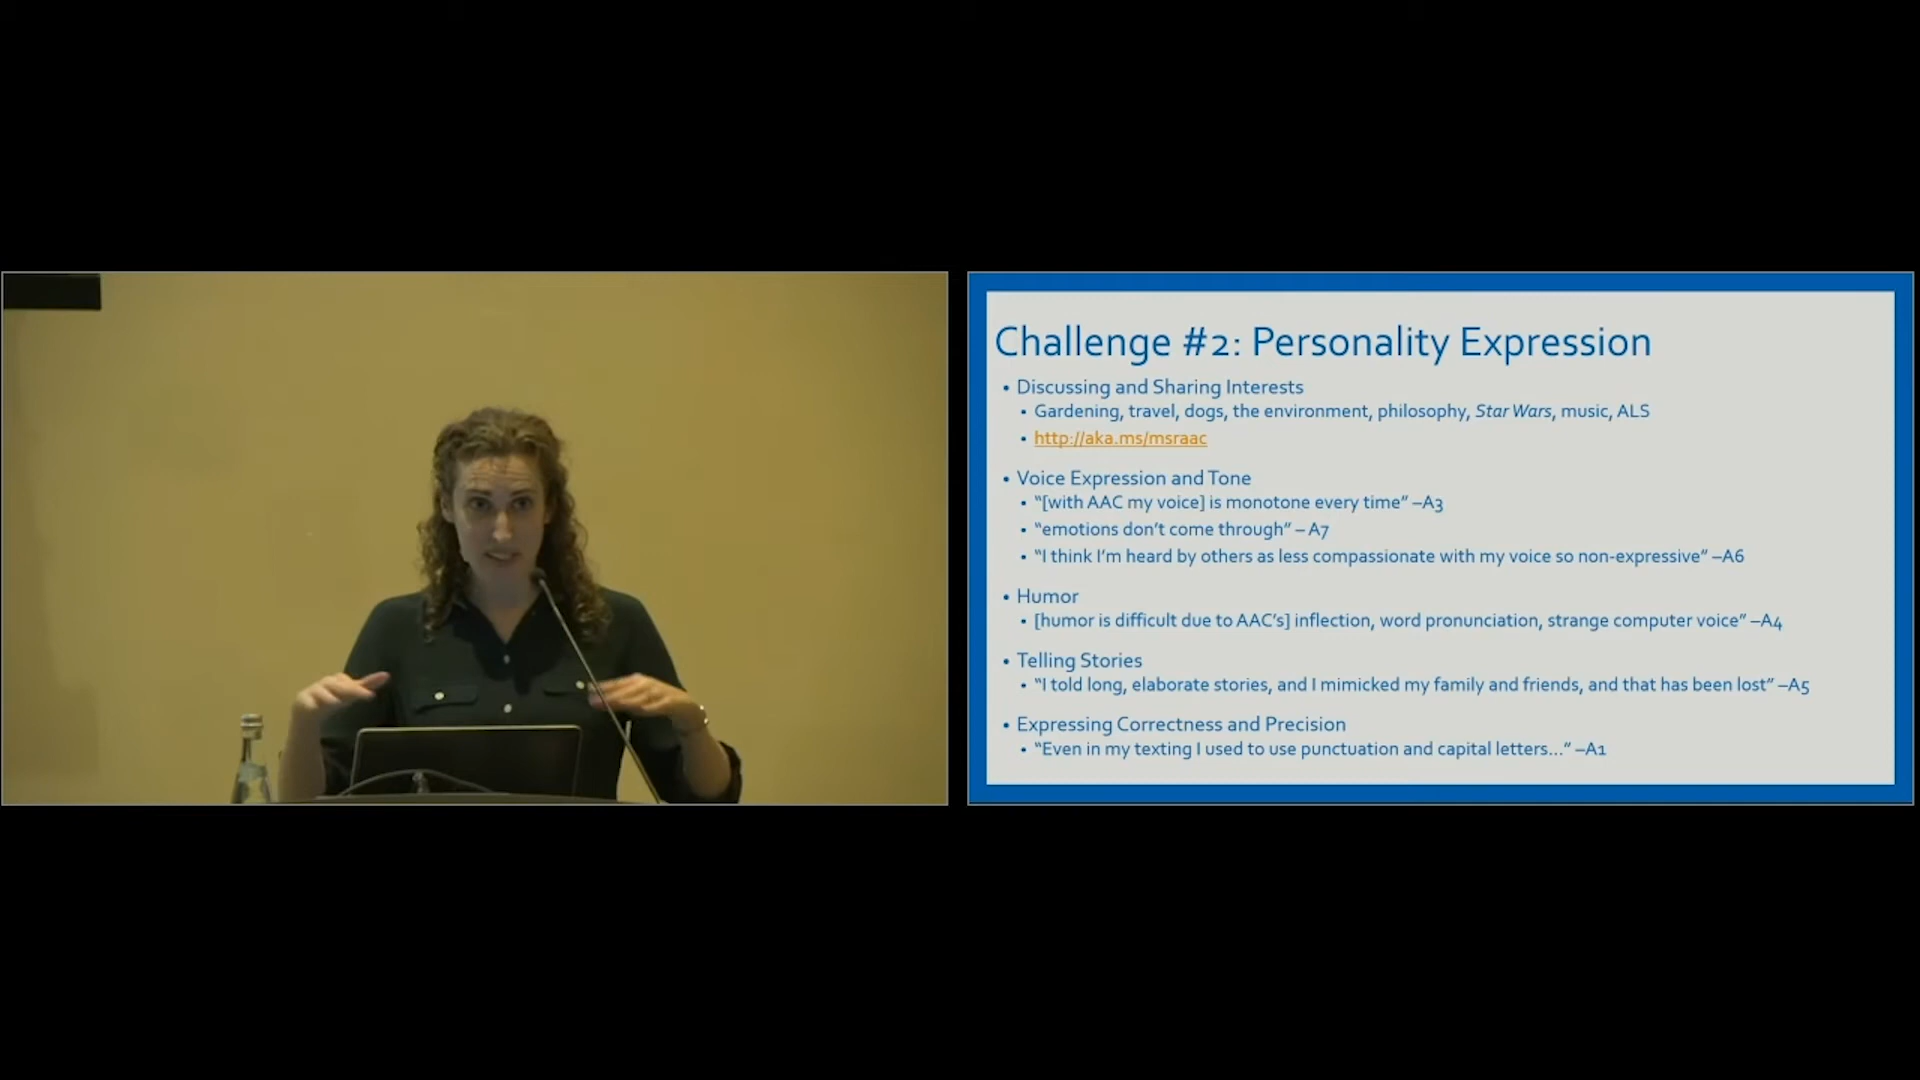 Challenge #2: Personality Expression
• Discussing and Sharing Interests
• Gardening, travel, dogs, the environment, philosophy, Star Wars, music, ALS
• http://aka.ms/msraac
• Voice Expression and Tone
• “[with AAC my voice] is monotone every time” –A3
• “emotions don’t come through” – A7
• “I think I’m heard by others as less compassionate with my voice so non-expressive” –A6
• Humor
• [humor is difficult due to AAC’s] inflection, word pronunciation, strange computer voice” –A4
• Telling Stories
• “I told long, elaborate stories, and I mimicked my family and friends, and that has been lost” –A5
• Expressing Correctness and Precision
• “Even in my texting I used to use punctuation and capital letters...” –A1